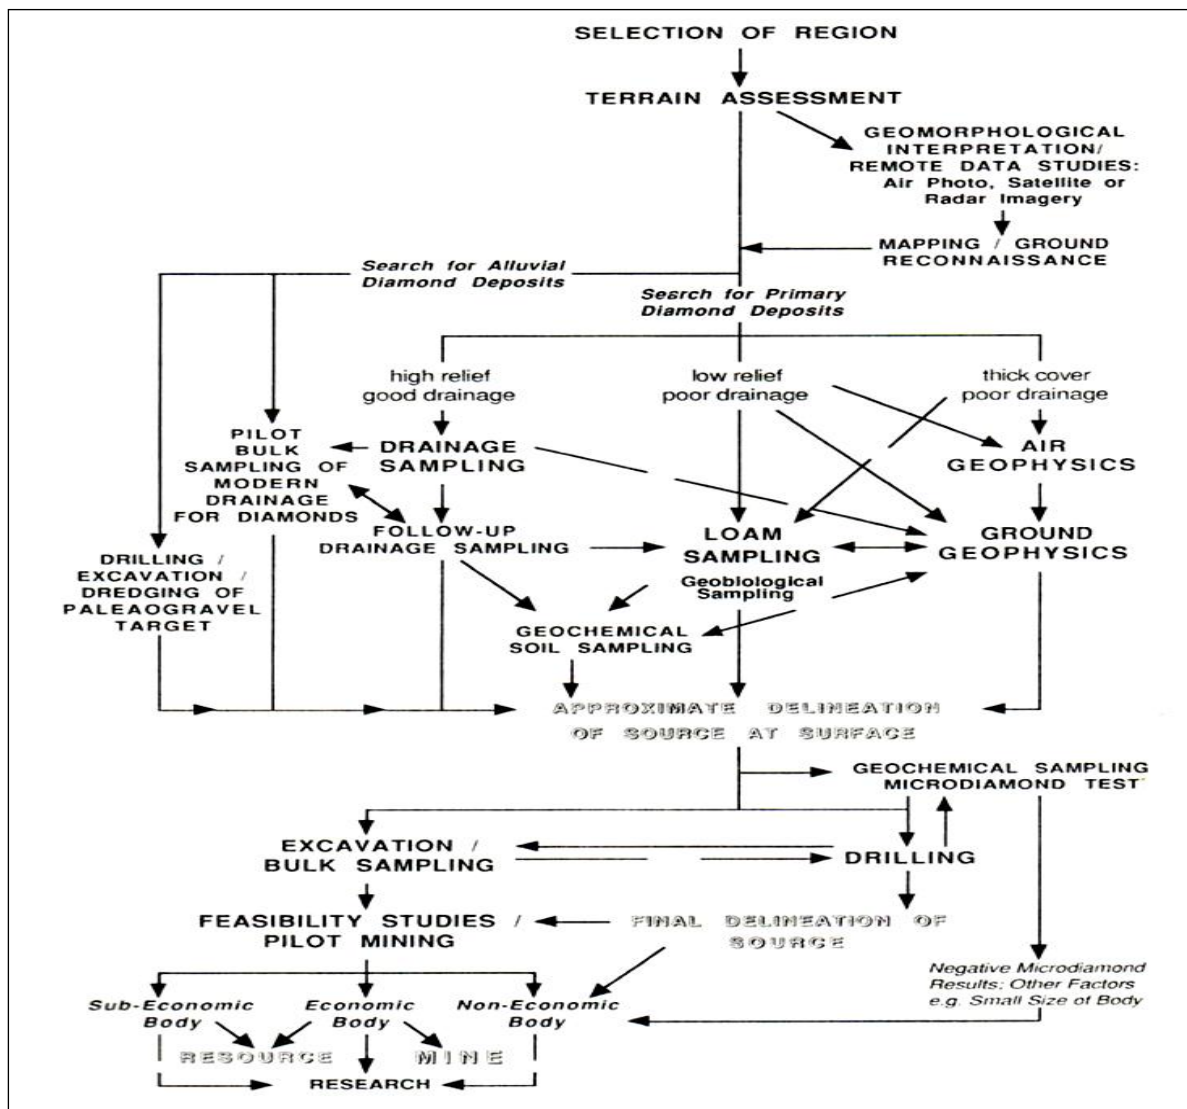 SELECTION OF REGION
TERRAIN ASSESSMENT
GEOMORPHOLOGICAL
INTERPRETATION/
REMOTE DATA STUDIES:
Air Photo, Satellite or
Radar Imagery
MAPPING / GROUND
RECONNAISSANCE
Search for Alluvial
Diamond Deposits
Search for Primary
Diamond Deposits
high relief
good drainage
low relief
poor drainage
thick cover
poor drainage
PILOT
BULK
SAMPLING OF
MODERN
DRAINAGE
FOR DIAMONDS
DRAINAGE
SAMPLING
AIR
GEOPHYSICS
FOLLOW-UP
DRAINAGE SAMPLING
LOAM
SAMPLING
Geobiological
Sampling
GROUND
GEOPHYSICS
DRILLING /
EXCAVATION /
DREDGING OF
PALEAOGRAVEL
TARGET
GEOCHEMICAL
SOIL SAMPLING
APPROXIMATE DELINEATION
OF SOURCE AT SURFACE
GEOCHEMICAL SAMPLING
MICRODIAMOND TEST
EXCAVATION /
BULK SAMPLING
DRILLING
FEASIBILITY STUDIES /
PILOT MINING
FINAL DELINEATION OF
SOURCE
Negative Microdiamond
Results; Other Factors
e.g. Small Size of Body
Sub-Economic
Body
Economic
Body
Non-Economic
Body
RESOURCE
MINE
RESEARCH